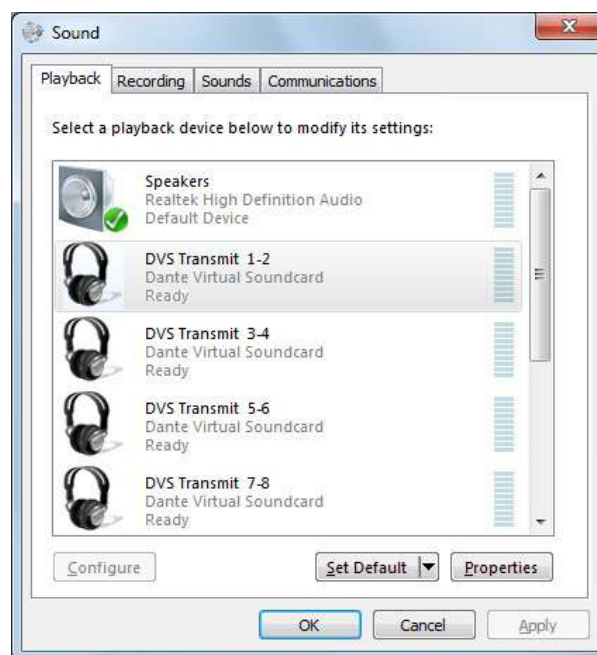 Sound
Playback Recording Sounds Communications
Select a playback device below to modify its settings:
Speakers
Realtek High Definition Audio
Default Device
DVS Transmit 1-2
Dante Virtual Soundcard
Ready
DVS Transmit 3-4
Dante Virtual Soundcard
Ready
DVS Transmit 5-6
Dante Virtual Soundcard
Ready
DVS Transmit 7-8
Dante Virtual Soundcard
Ready
Configure Set Default Properties
OK Cancel Apply